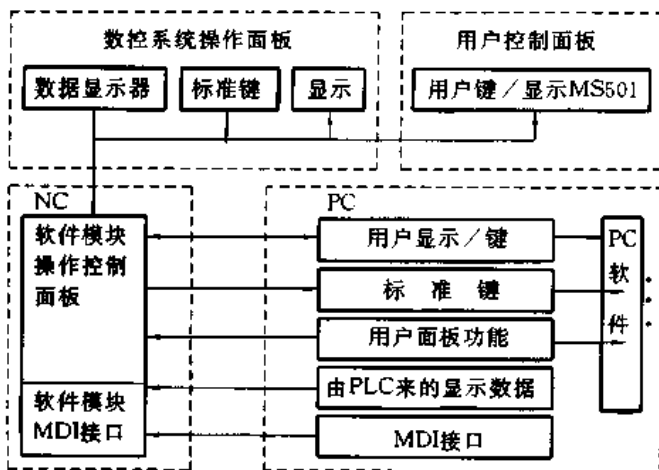 数控系统操作面板
用户控制面板
数据显示器
标准键
显示
用户键／显示MS501
NC
软件模块
操作控制
面板
软件模块
MDI接口
PC
用户显示／键
标 准 键
用户面板功能
由PLC来的显示数据
MDI接口
PC
软
件